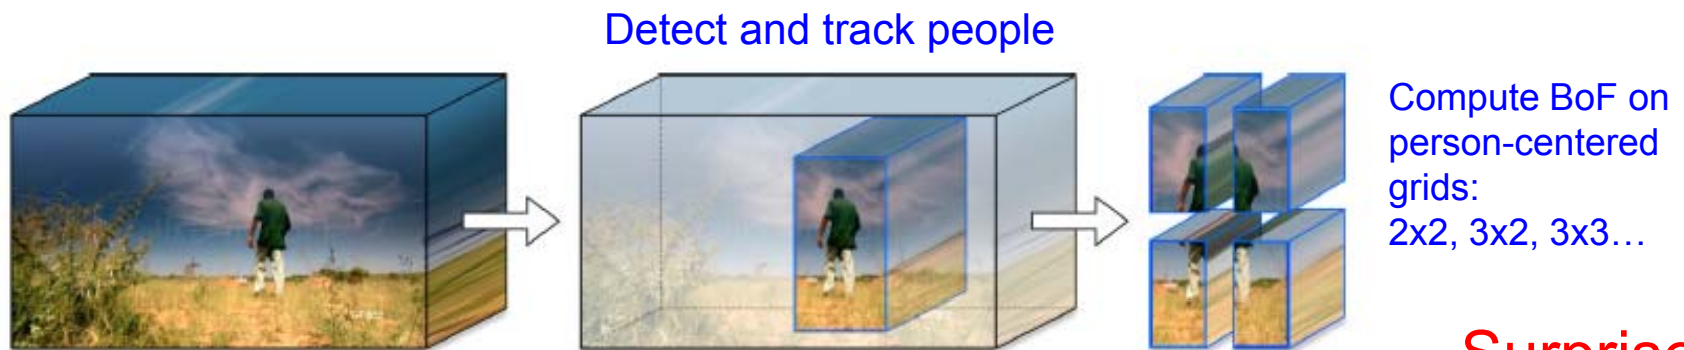 Detect and track people
Compute BoF on
person-centered
grids:
2x2, 3x2, 3x3…